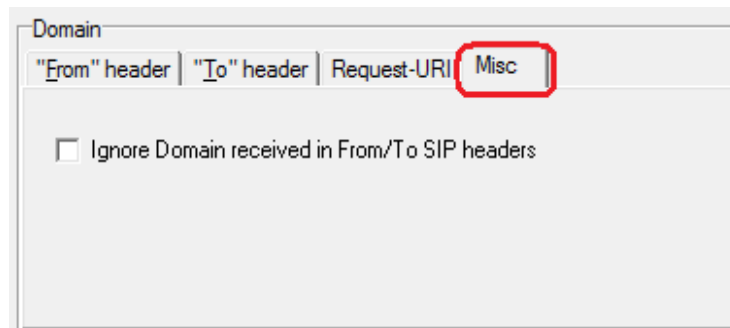 Domain
"From" header "To" header Request-URI Misc
Ignore Domain received in From/To SIP headers